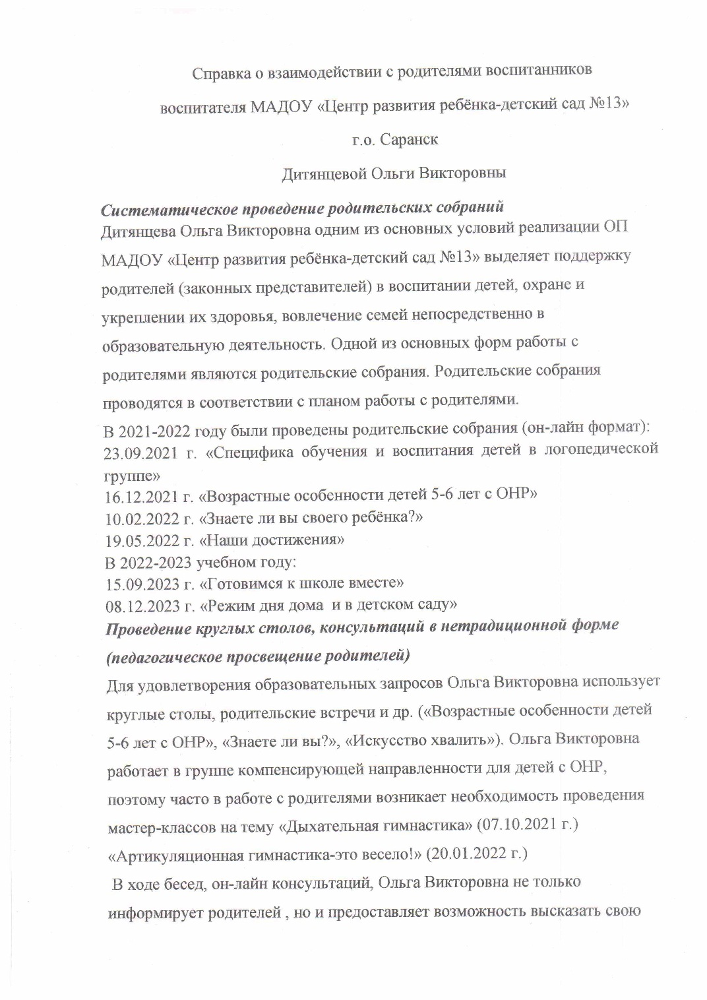 Справка о взаимодействии с родителями воспитанников
воспитателя МАДОУ «Центр развития ребёнка-детский сад №13»
г.о. Саранск
Дитянцевой Ольги Викторовны
Систематическое проведение родительских собраний
Дитянцева Ольга Викторовна одним из основных условий реализации ОП
МАДОУ «Центр развития ребёнка-детский сад №13» выделяет поддержку
родителей (законных представителей) в воспитании детей, охране и
укреплении их здоровья, вовлечение семей непосредственно в
образовательную деятельность. Одной из основных форм работы с
родителями являются родительские собрания. Родительские собрания
проводятся в соответствии с планом работы с родителями.
В 2021-2022 году были проведены родительские собрания (он-лайн формат):
23.09.2021 г. «Специфика обучения и воспитания детей в логопедической
группе»
16.12.2021 г. «Возрастные особенности детей 5-6 лет с ОНР»
10.02.2022 г. «Знаете ли вы своего ребёнка?»
19.05.2022 г. «Наши достижения»
В 2022-2023 учебном году:
15.09.2023 г. «Готовимся к школе вместе»
08.12.2023 г. «Режим дня дома  и в детском саду»
Проведение круглых столов, консультаций в нетрадиционной форме
(педагогическое просвещение родителей)
Для удовлетворения образовательных запросов Ольга Викторовна использует
круглые столы, родительские встречи и др. («Возрастные особенности детей
5-6 лет с ОНР», «Знаете ли вы?», «Искусство хвалить»). Ольга Викторовна
работает в группе компенсирующей направленности для детей с ОНР,
поэтому часто в работе с родителями возникает необходимость проведения
мастер-классов на тему «Дыхательная гимнастика» (07.10.2021 г.)
«Артикуляционная гимнастика-это весело!» (20.01.2022 г.)
В ходе бесед, он-лайн консультаций, Ольга Викторовна не только
информирует родителей , но и предоставляет возможность высказать свою